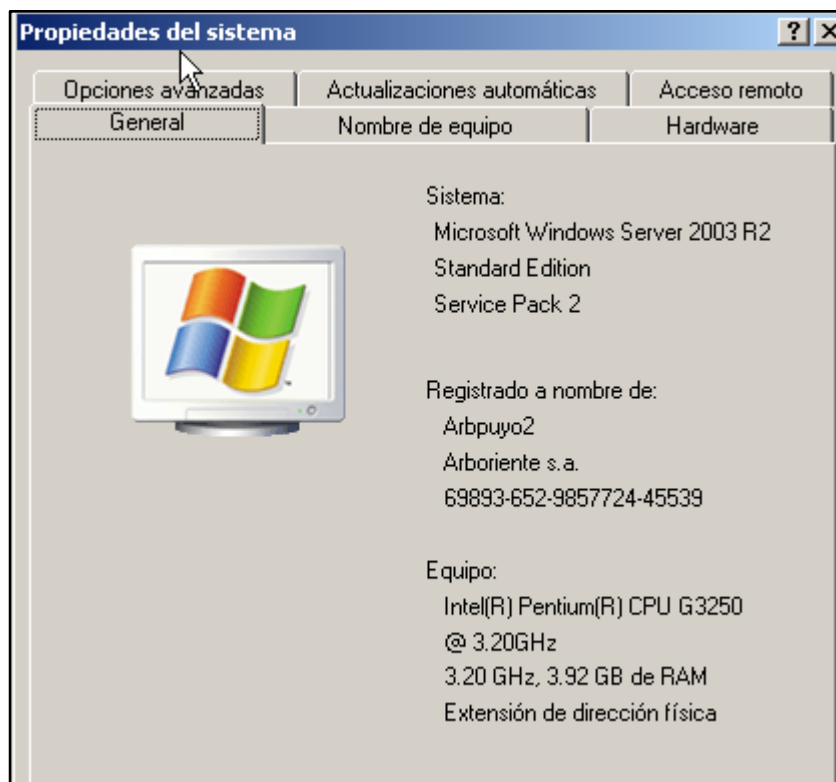 Propiedades del sistema
Opciones avanzadas Actualizaciones automáticas Acceso remoto
General Nombre de equipo Hardware
Sistema:
Microsoft Windows Server 2003 R2
Standard Edition
Service Pack 2
Registrado a nombre de:
Arbpuyo2
Arboriente s.a.
69893-652-9857724-45539
Equipo:
Intel(R) Pentium(R) CPU G3250
@ 3.20GHz
3.20 GHz, 3.92 GB de RAM
Extensión de dirección física